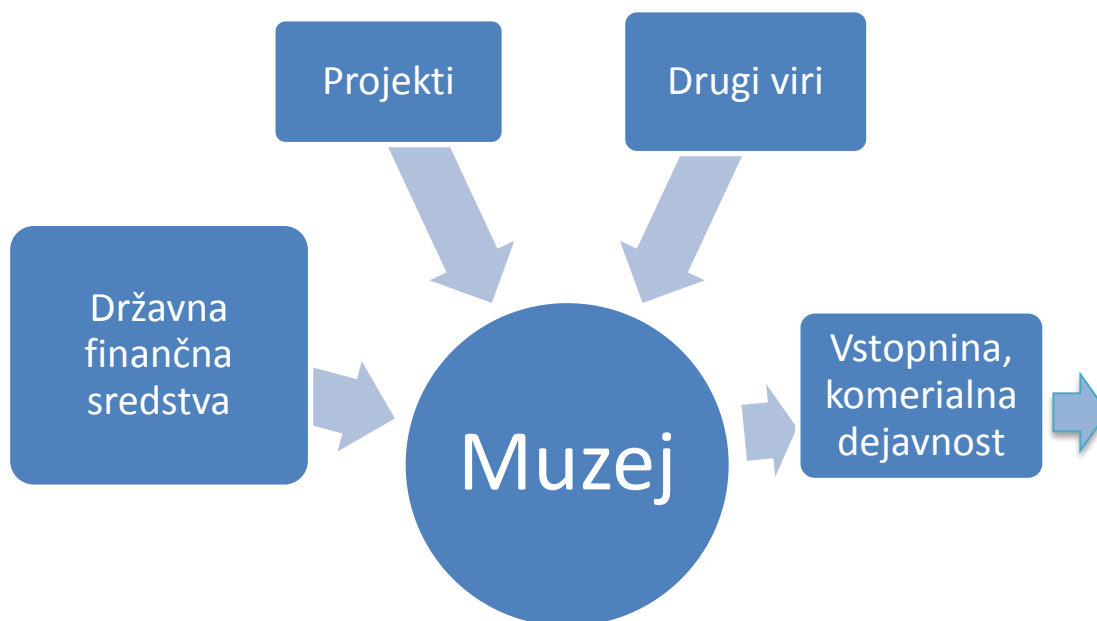 Projekti
Drugi viri
Državna
finančna
sredstva
Muzej
Vstopnina,
komerialna
dejavnost